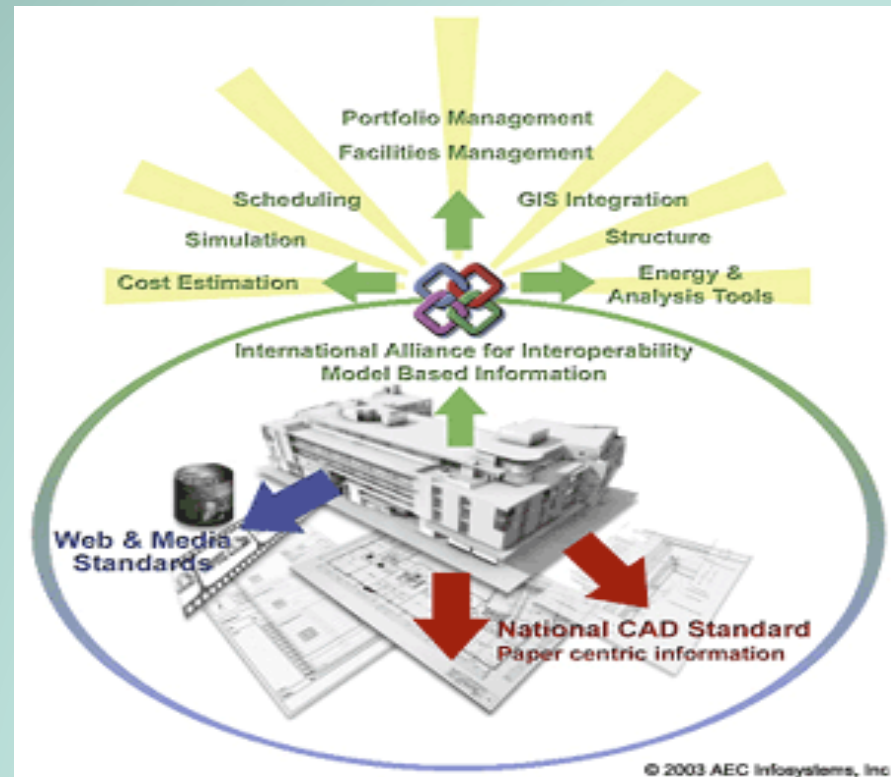 Portfolio Management
Facilities Management
Scheduling
GIS Integration
Simulation
Structure
Cost Estimation
Energy &
Analysis Tools
International Alliance for Interoperability
Model Based Information
Web & Media
Standards
National CAD Standard
Paper centric information
© 2003 AEC Infosystems, Inc